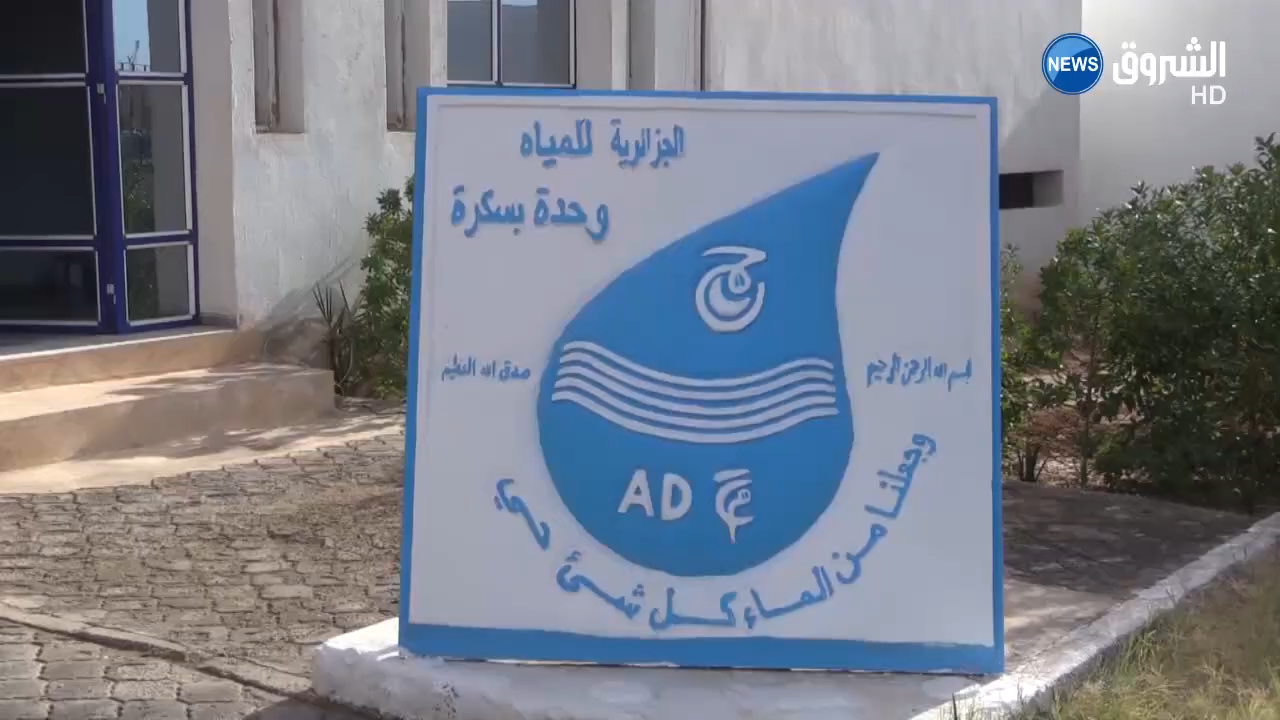 NEWS الشروق
HD
الجزائرية للمياه
وحدة بسكرة
بسم الله الرحمن الرحيم
وجعلنا من الماء كل شئ حي
صدق الله العظيم
AD